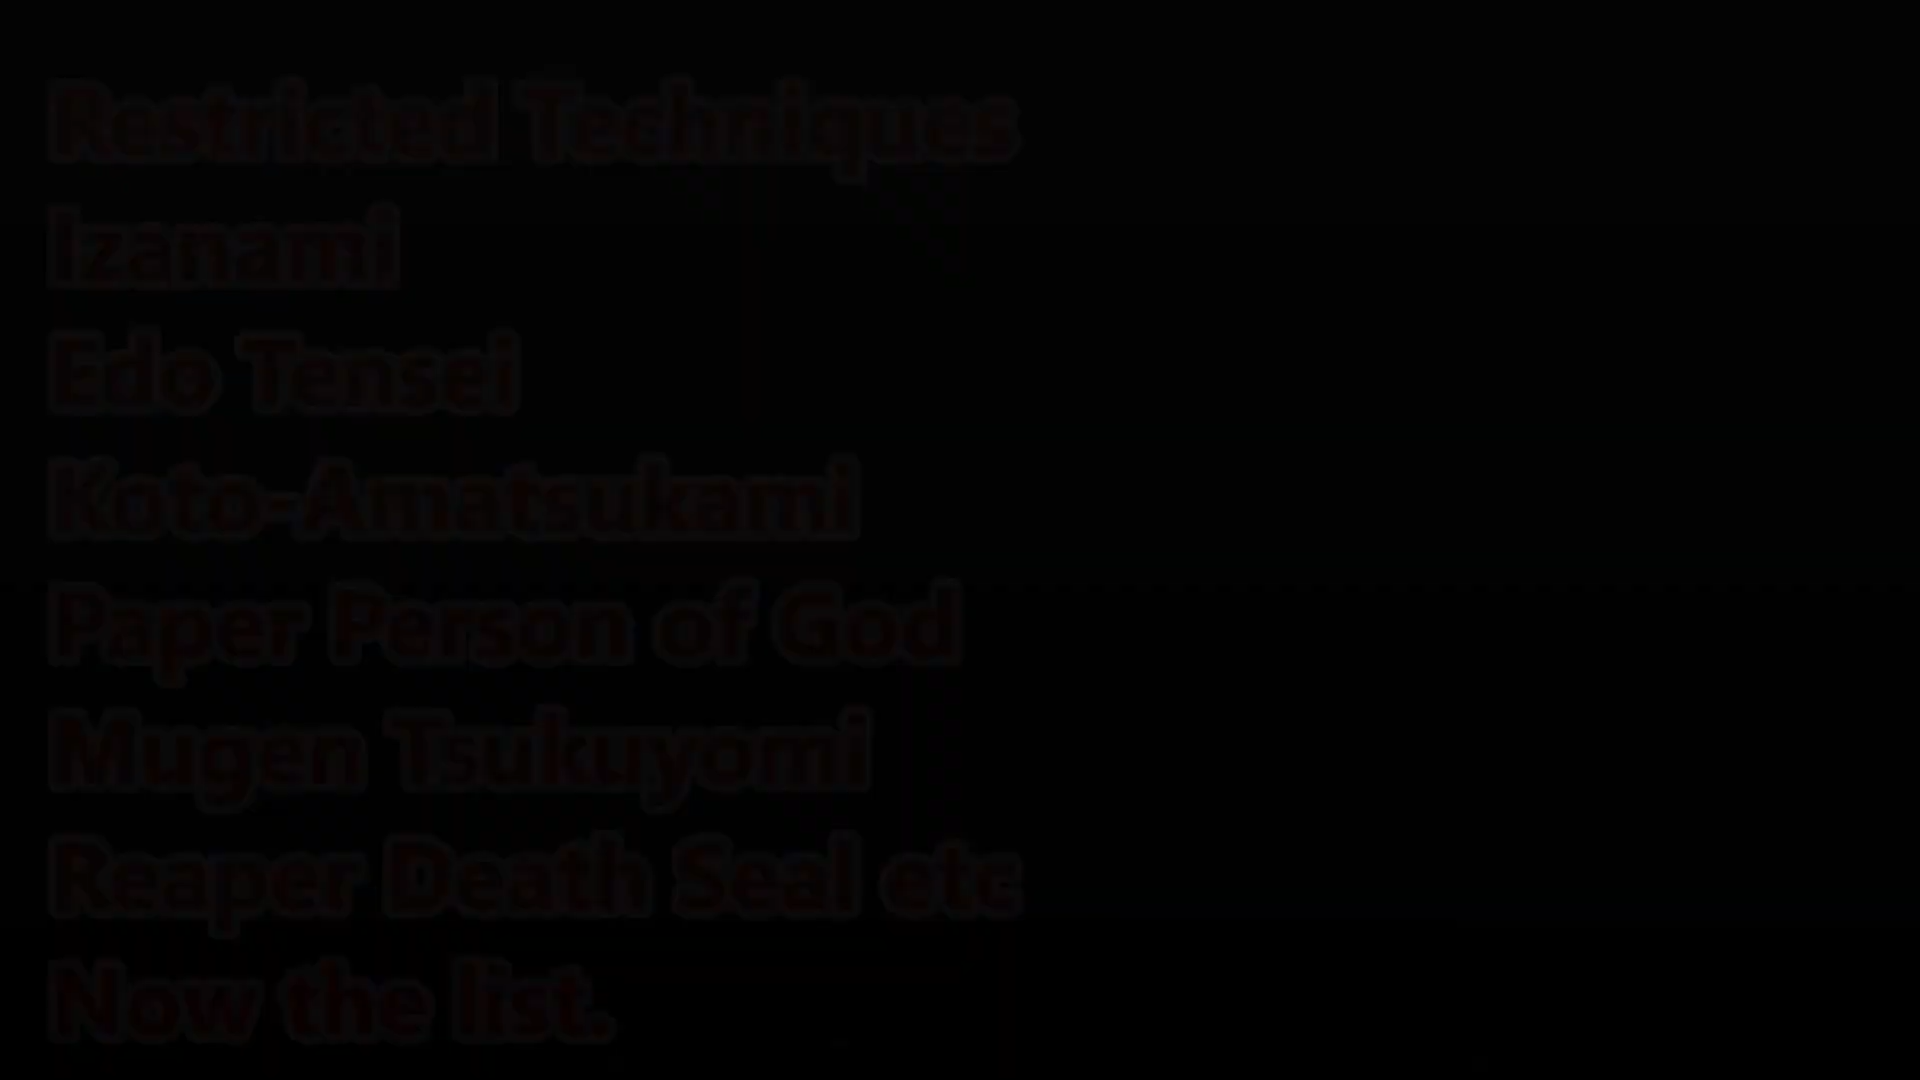 Restricted Techniques
Izanami
Edo Tensei
Koto-Amatsukami
Paper Person of God
Mugen Tsukuyomi
Reaper Death Seal etc
Now the list.